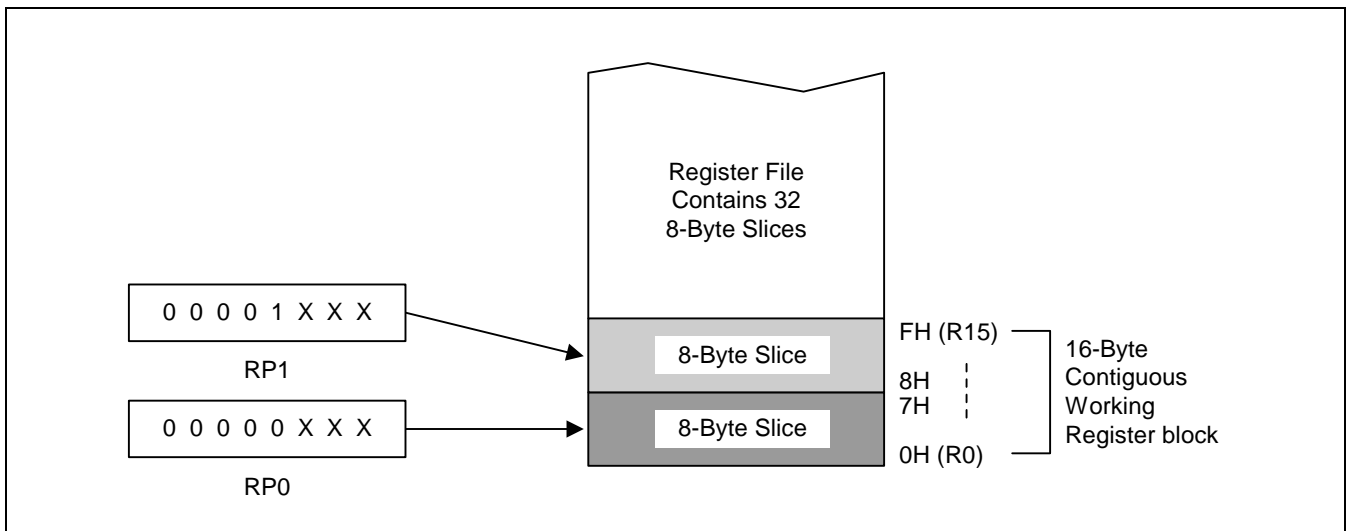 Register File
Contains 32
8-Byte Slices
0 0 0 0 1 X X X
RP1
0 0 0 0 0 X X X
RP0
8-Byte Slice
8-Byte Slice
FH (R15)
8H
7H
0H (R0)
16-Byte
Contiguous
Working
Register block